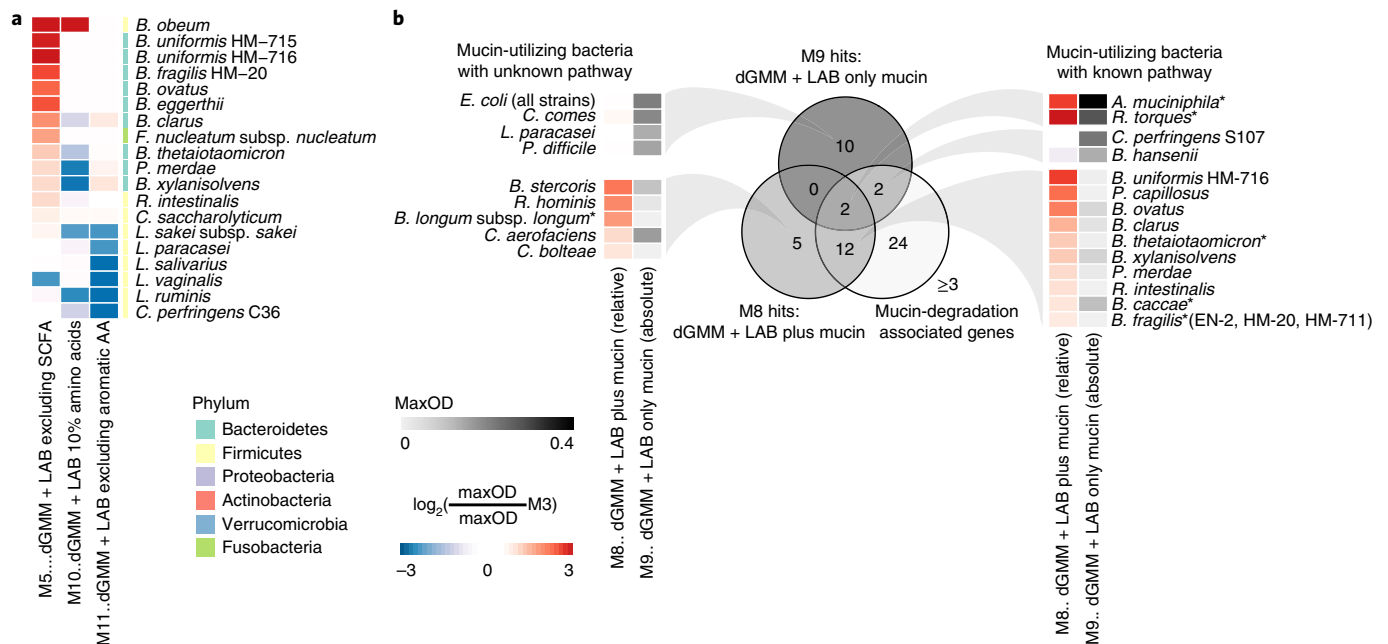 a
B. obeum
B. uniformis HM–715
B. uniformis HM–716
B. fragilis HM–20
B. ovatus
B. eggerthii
B. clarus
F. nucleatum subsp. nucleatum
B. thetaiotaomicron
P. merdae
B. xylanisolvens
R. intestinalis
C. saccharolyticum
L. sakei subsp. sakei
L. paracasei
L. salivarius
L. vaginalis
L. ruminis
C. perfringens C36
M5....dGMM + LAB excluding SCFA
M10..dGMM + LAB 10% amino acids
M11..dGMM + LAB excluding aromatic AA
Phylum
Bacteroidetes
Firmicutes
Proteobacteria
Actinobacteria
Verrucomicrobia
Fusobacteria
b
Mucin-utilizing bacteria
with unknown pathway
E. coli (all strains)
C. comes
L. paracasei
P. difficile
B. stercoris
R. hominis
B. longum subsp. longum*
C. aerofaciens
C. bolteae
M8.. dGMM + LAB plus mucin (relative)
M9.. dGMM + LAB only mucin (absolute)
MaxOD
0
0.4
log2(maxOD/maxOD M3)
–3
0
3
M9 hits:
dGMM + LAB only mucin
10
0
2
2
5
12
24
≥3
M8 hits:
dGMM + LAB plus mucin
Mucin-degradation
associated genes
Mucin-utilizing bacteria
with known pathway
A. muciniphila*
R. torques*
C. perfringens S107
B. hansenii
B. uniformis HM-716
P. capillosus
B. ovatus
B. clarus
B. thetaiotaomicron*
B. xylanisolvens
P. merdae
R. intestinalis
B. caccae*
B. fragilis* (EN-2, HM-20, HM-711)
M8.. dGMM + LAB plus mucin (relative)
M9.. dGMM + LAB only mucin (absolute)